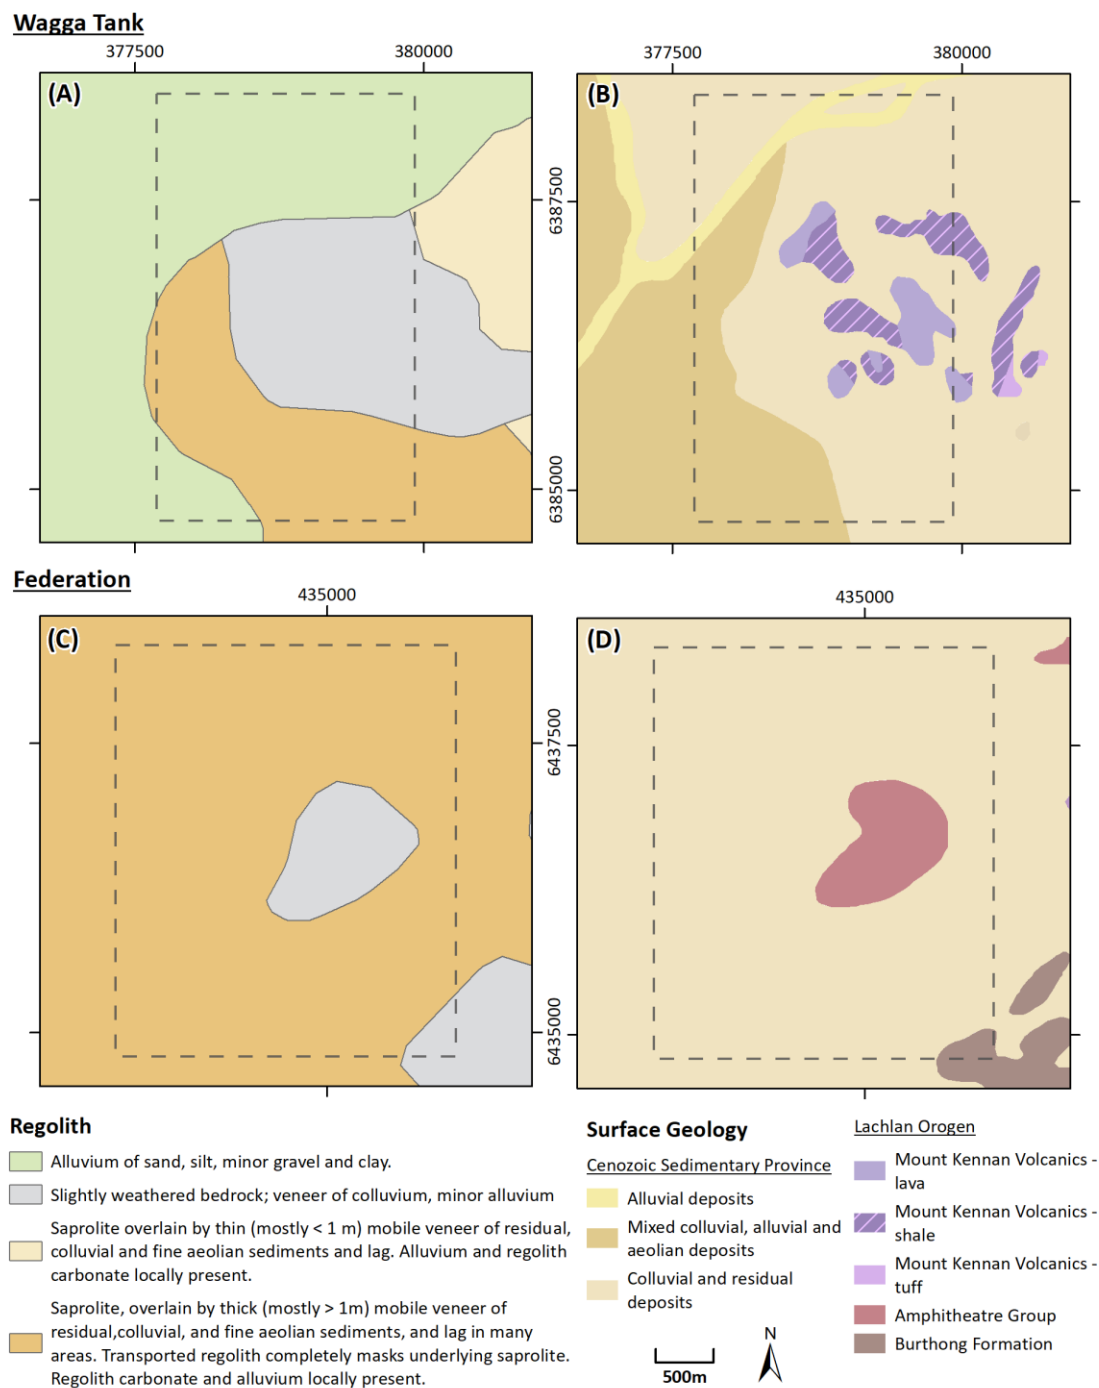 Wagga Tank
377500
380000
377500
380000
(A)
(B)
6387500
6385000
Federation
435000
435000
(C)
(D)
6437500
6435000
Regolith
Alluvium of sand, silt, minor gravel and clay.
Slightly weathered bedrock; veneer of colluvium, minor alluvium
Saprolite overlain by thin (mostly < 1 m) mobile veneer of residual,
colluvial and fine aeolian sediments and lag. Alluvium and regolith
carbonate locally present.
Saprolite, overlain by thick (mostly > 1m) mobile veneer of
residual,colluvial, and fine aeolian sediments, and lag in many
areas. Transported regolith completely masks underlying saprolite.
Regolith carbonate and alluvium locally present.
Surface Geology
Cenozoic Sedimentary Province
Alluvial deposits
Mixed colluvial, alluvial and
aeolian deposits
Colluvial and residual
deposits
500m
N
Lachlan Orogen
Mount Kennan Volcanics -
lava
Mount Kennan Volcanics -
shale
Mount Kennan Volcanics -
tuff
Amphitheatre Group
Burthong Formation